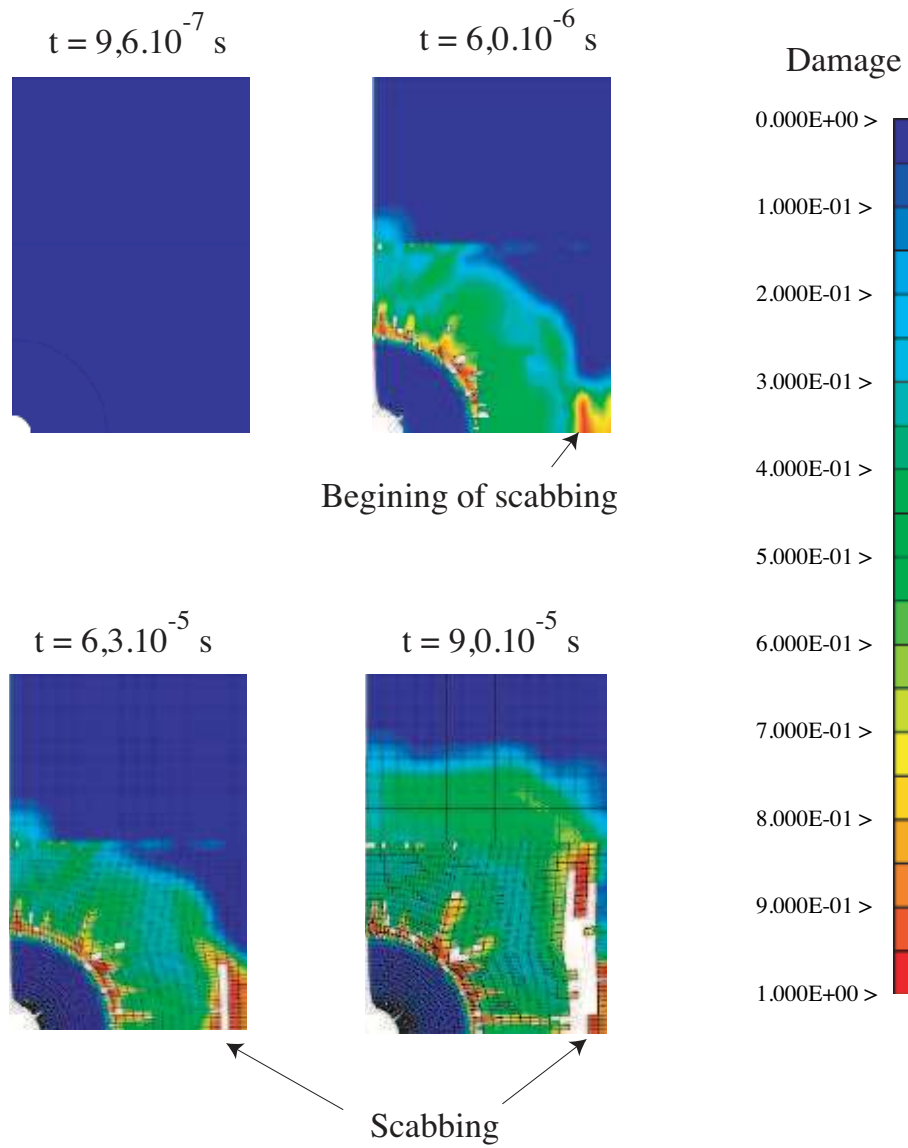 t = 9,6.10⁻⁷ s
t = 6,0.10⁻⁶ s
Damage
0.000E+00 >
1.000E-01 >
2.000E-01 >
3.000E-01 >
4.000E-01 >
5.000E-01 >
6.000E-01 >
7.000E-01 >
8.000E-01 >
9.000E-01 >
1.000E+00 >
Begining of scabbing
t = 6,3.10⁻⁵ s
t = 9,0.10⁻⁵ s
Scabbing